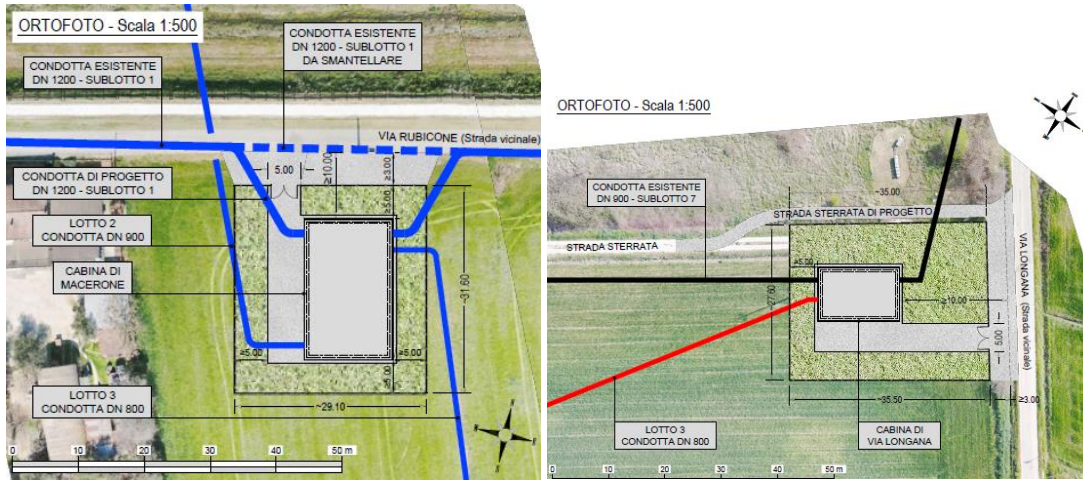 ORTOFOTO - Scala 1:500
CONDOTTA ESISTENTE
DN 1200 - SUBLOTTO 1
DA SMANTELLARE
CONDOTTA ESISTENTE
DN 1200 - SUBLOTTO 1
VIA RUBICONE (Strada vicinale)
5.00
≥10.00
≥3.00
≥5.00
CONDOTTA DI PROGETTO
DN 1200 - SUBLOTTO 1
LOTTO 2
CONDOTTA DN 900
CABINA DI
MACERONE
~31.60
≥5.00
≥5.00
≥5.00
LOTTO 3
CONDOTTA DN 800
~29.10
0 10 20 30 40 50 m
ORTOFOTO - Scala 1:500
CONDOTTA ESISTENTE
DN 900 - SUBLOTTO 7
~35.00
STRADA STERRATA DI PROGETTO
STRADA STERRATA
VIA LONGANA (Strada vicinale)
≥5.00
~27.60
≥10.00
5.00
~35.50
≥3.00
LOTTO 3
CONDOTTA DN 800
CABINA DI
VIA LONGANA
0 10 20 30 40 50 m